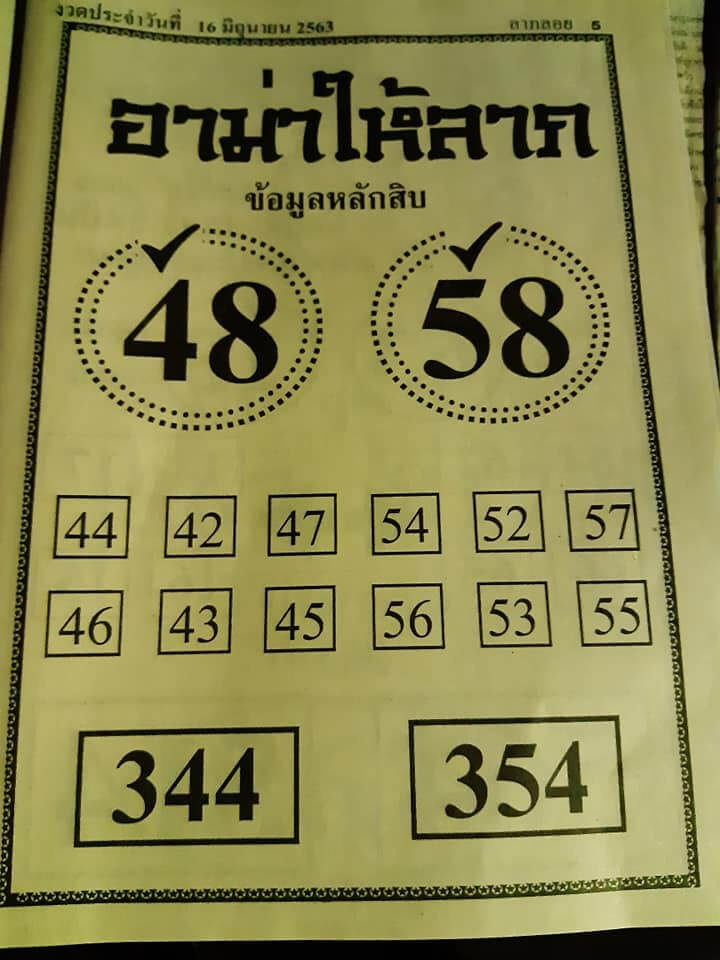 งวดประจำวันที่ 16 มิถุนายน 2563 ลาภลอย 5
อาม่าให้ลาภ
ข้อมูลหลักสิบ
48 58
44 42 47 54 52 57
46 43 45 56 53 55
344 354